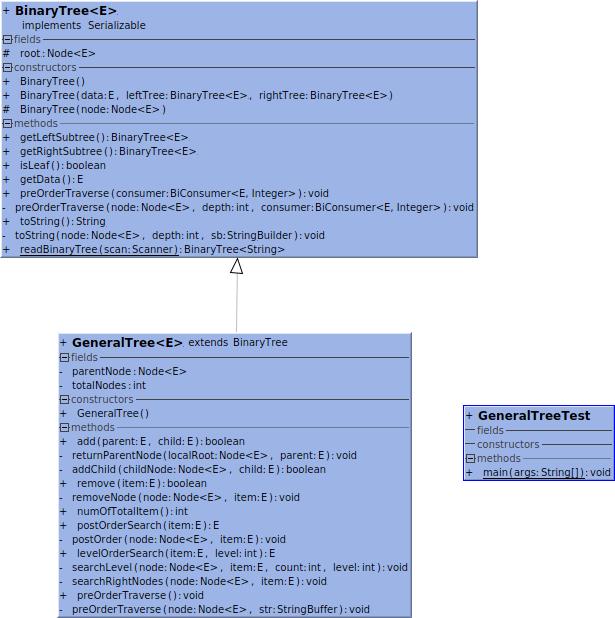 + BinaryTree<E>
implements Serializable
fields
# root:Node<E>
constructors
+ BinaryTree()
+ BinaryTree(data:E, leftTree:BinaryTree<E>, rightTree:BinaryTree<E>)
# BinaryTree(node:Node<E>)
methods
+ getLeftSubtree():BinaryTree<E>
+ getRightSubtree():BinaryTree<E>
+ isLeaf():boolean
+ getData():E
+ preOrderTraverse(consumer:BiConsumer<E, Integer>):void
- preOrderTraverse(node:Node<E>, depth:int, consumer:BiConsumer<E, Integer>):void
+ toString():String
- toString(node:Node<E>, depth:int, sb:StringBuilder):void
+ readBinaryTree(scan:Scanner):BinaryTree<String>
+ GeneralTree<E> extends BinaryTree
fields
- parentNode:Node<E>
- totalNodes:int
constructors
+ GeneralTree()
methods
+ add(parent:E, child:E):boolean
- returnParentNode(localRoot:Node<E>, parent:E):void
- addChild(childNode:Node<E>, child:E):boolean
+ remove(item:E):boolean
- removeNode(node:Node<E>, item:E):void
+ numOfTotalItem():int
+ postOrderSearch(item:E):E
- postOrder(node:Node<E>, item:E):void
+ levelOrderSearch(item:E, level:int):E
- searchLevel(node:Node<E>, item:E, count:int, level:int):void
- searchRightNodes(node:Node<E>, item:E):void
+ preOrderTraverse():void
- preOrderTraverse(node:Node<E>, str:StringBuffer):void
+ GeneralTreeTest
fields
constructors
methods
+ main(args:String[]):void